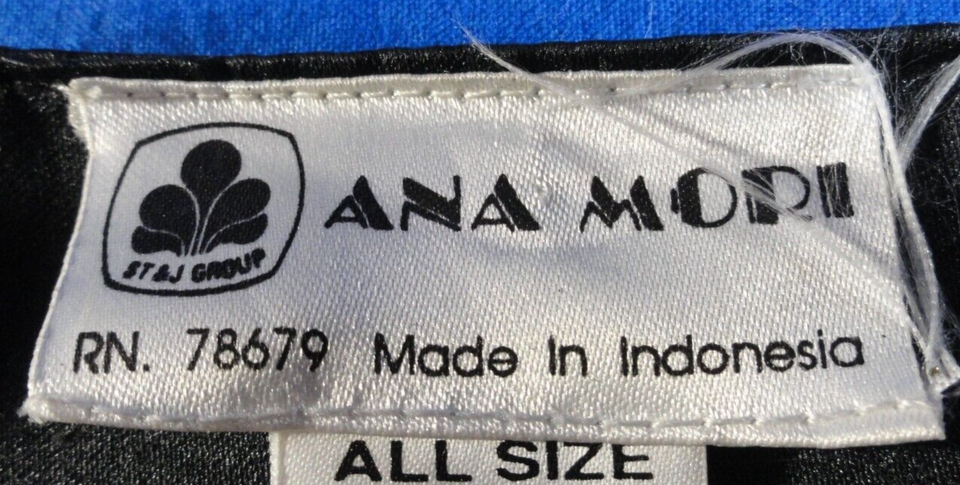 ANA MORI
ST&J GROUP
RN. 78679 Made In Indonesia
ALL SIZE